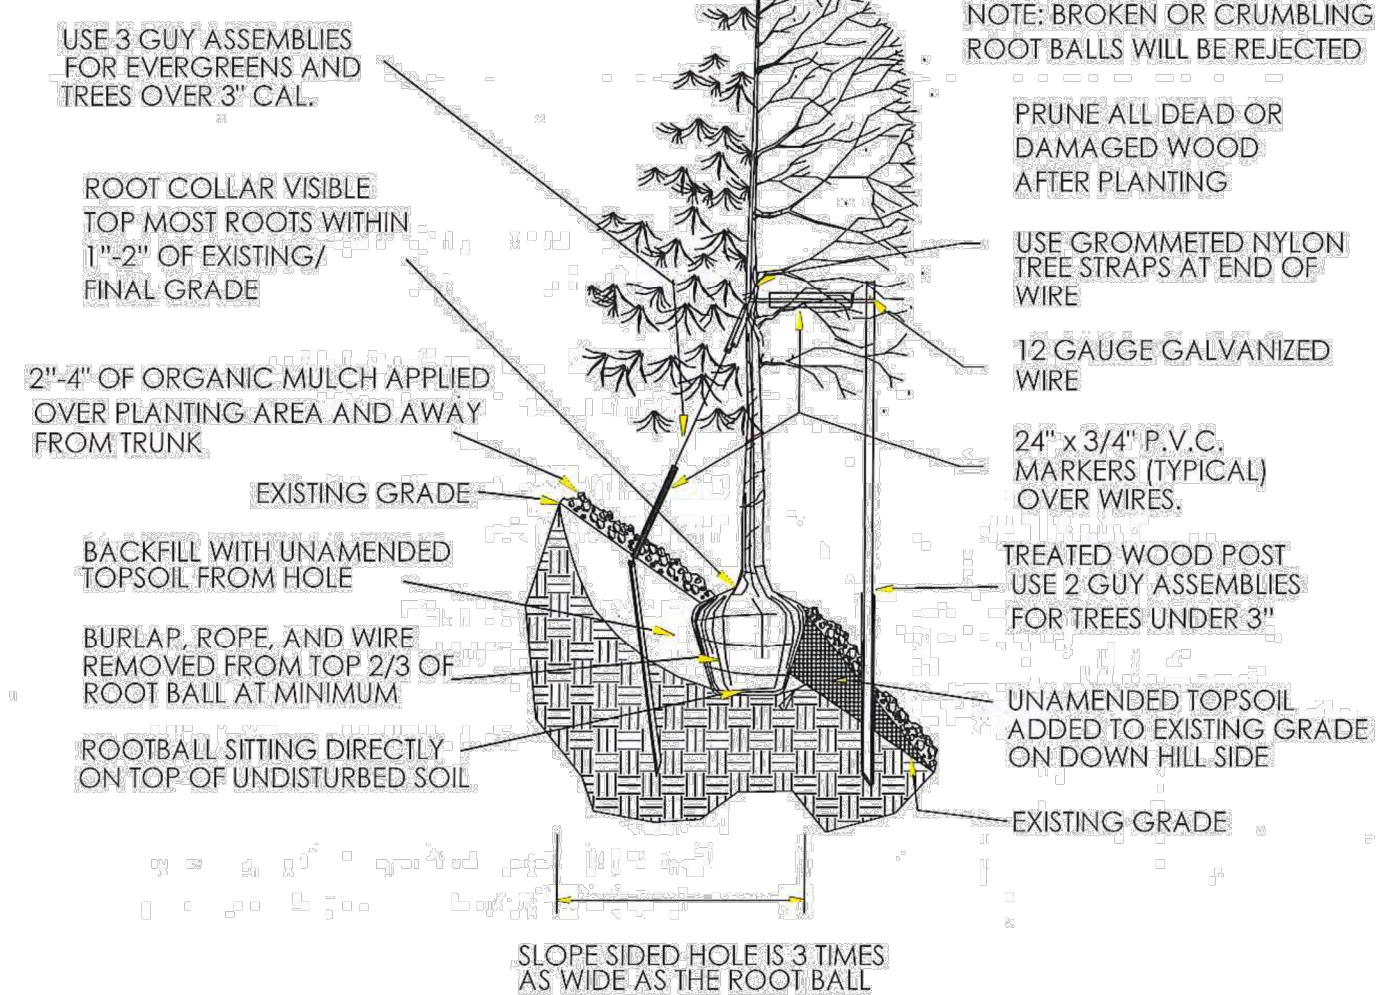 USE 3 GUY ASSEMBLIES
FOR EVERGREENS AND
TREES OVER 3" CAL.
ROOT COLLAR VISIBLE
TOP MOST ROOTS WITHIN
1"-2" OF EXISTING/
FINAL GRADE
2"-4" OF ORGANIC MULCH APPLIED
OVER PLANTING AREA AND AWAY
FROM TRUNK
EXISTING GRADE
BACKFILL WITH UNAMENDED
TOPSOIL FROM HOLE
BURLAP, ROPE, AND WIRE
REMOVED FROM TOP 2/3 OF
ROOT BALL AT MINIMUM
ROOTBALL SITTING DIRECTLY
ON TOP OF UNDISTURBED SOIL
NOTE: BROKEN OR CRUMBLING
ROOT BALLS WILL BE REJECTED
PRUNE ALL DEAD OR
DAMAGED WOOD
AFTER PLANTING
USE GROMMETED NYLON
TREE STRAPS AT END OF
WIRE
12 GAUGE GALVANIZED
WIRE
24" x 3/4" P.V.C.
MARKERS (TYPICAL)
OVER WIRES.
TREATED WOOD POST
USE 2 GUY ASSEMBLIES
FOR TREES UNDER 3"
UNAMENDED TOPSOIL
ADDED TO EXISTING GRADE
ON DOWN HILL SIDE
EXISTING GRADE
SLOPE SIDED HOLE IS 3 TIMES
AS WIDE AS THE ROOT BALL